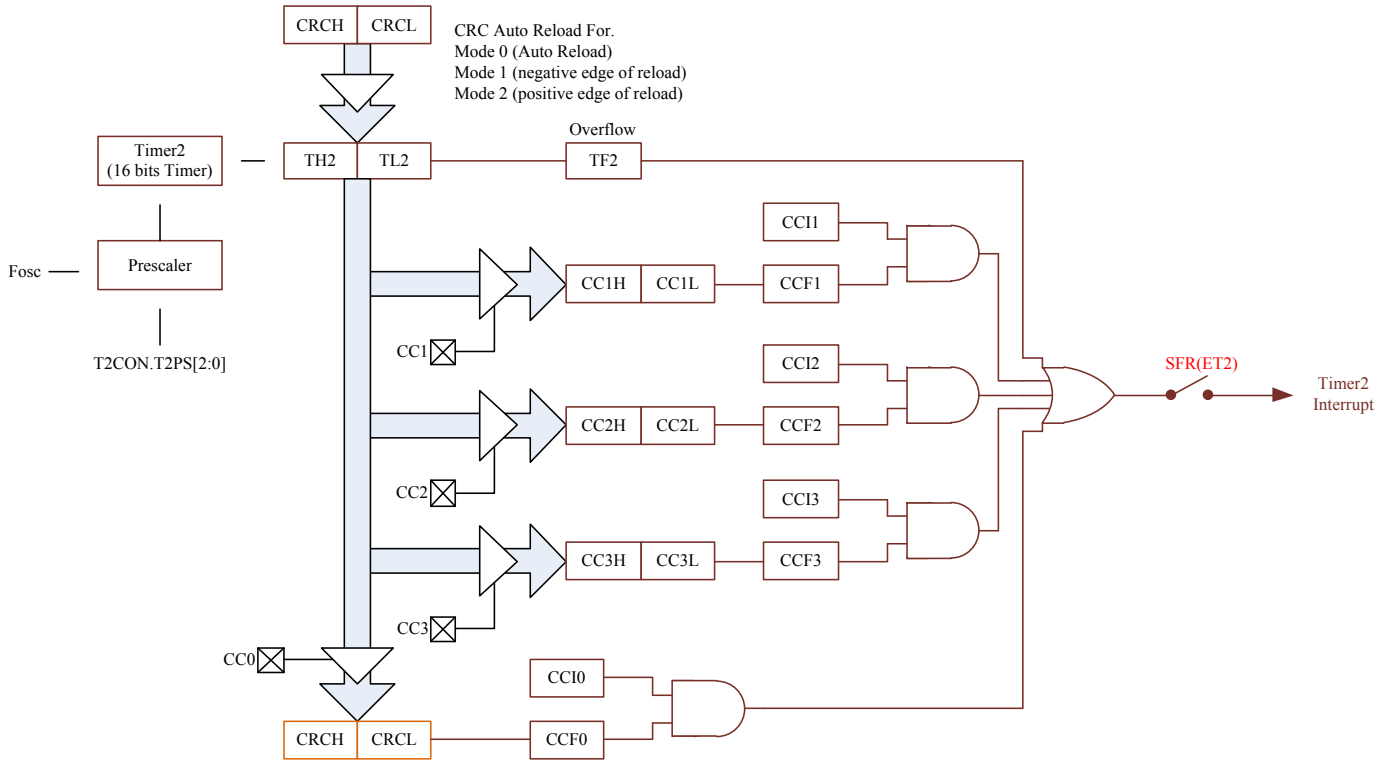 CRCH CRCL
CRC Auto Reload For.
Mode 0 (Auto Reload)
Mode 1 (negative edge of reload)
Mode 2 (positive edge of reload)
Overflow
Timer2
(16 bits Timer)
TH2 TL2
TF2
CCI1
Fosc
Prescaler
CC1H CC1L
CCF1
CC1
T2CON.T2PS[2:0]
CCI2
SFR(ET2)
Timer2
Interrupt
CC2H CC2L
CCF2
CC2
CCI3
CC3H CC3L
CCF3
CC3
CC0
CCI0
CRCH CRCL
CCF0